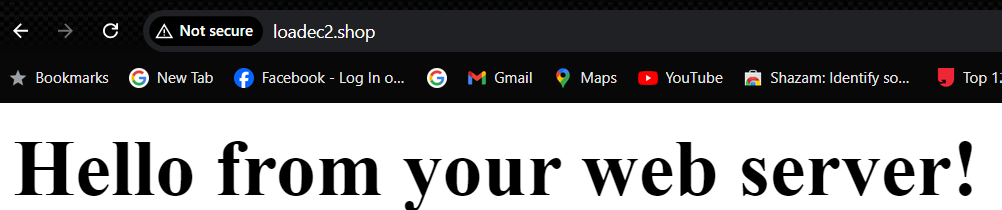 Not secure loadec2.shop
Bookmarks New Tab Facebook - Log In o... Gmail Maps YouTube Shazam: Identify so... Top 12
Hello from your web server!